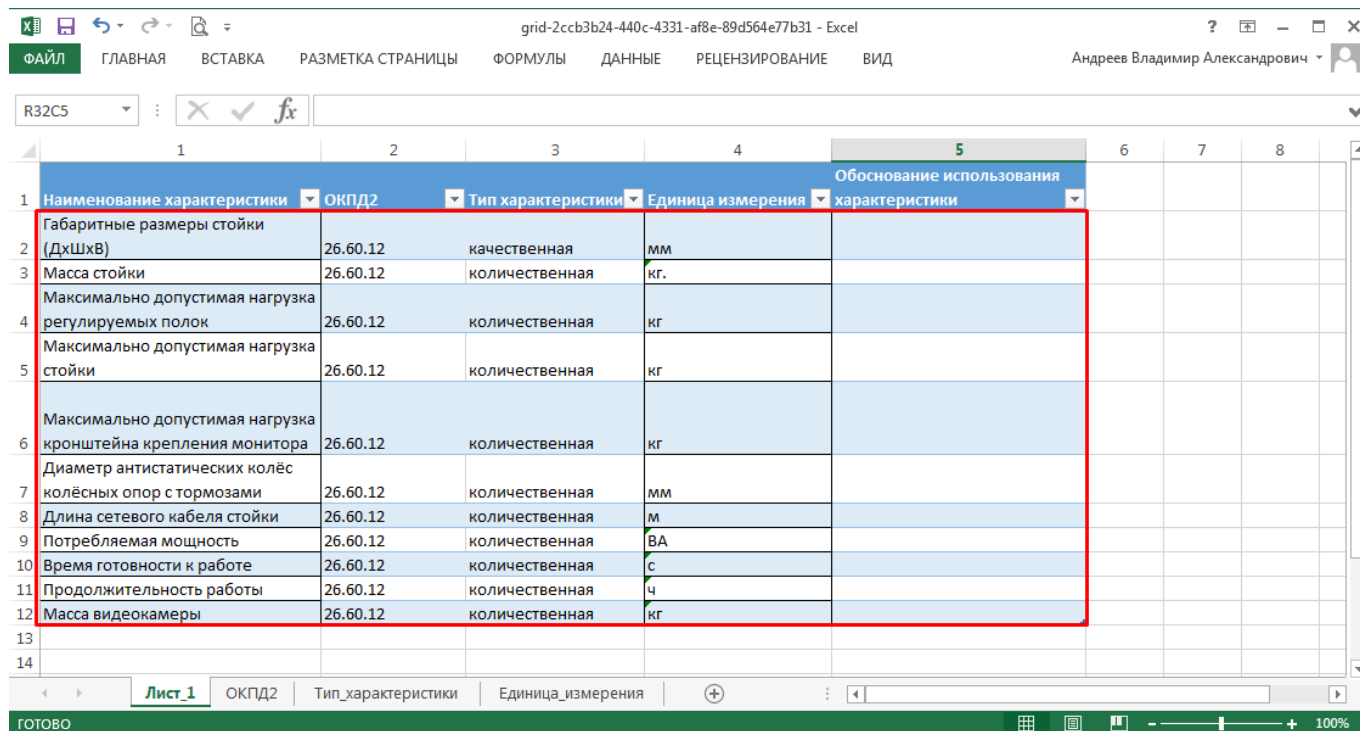 grid-2ccb3b24-440c-4331-af8e-89d564e77b31 - Excel
ФАЙЛ ГЛАВНАЯ ВСТАВКА РАЗМЕТКА СТРАНИЦЫ ФОРМУЛЫ ДАННЫЕ РЕЦЕНЗИРОВАНИЕ ВИД Андреев Владимир Александрович
R32C5 fx
1 2 3 4 5 6 7 8
Обоснование использования
1 Наименование характеристики ОКПД2 Тип характеристики Единица измерения характеристики
Габаритные размеры стойки
2 (ДхШхВ) 26.60.12 качественная мм
3 Масса стойки 26.60.12 количественная кг.
Максимально допустимая нагрузка
4 регулируемых полок 26.60.12 количественная кг
Максимально допустимая нагрузка
5 стойки 26.60.12 количественная кг
Максимально допустимая нагрузка
6 кронштейна крепления монитора 26.60.12 количественная кг
Диаметр антистатических колёс
7 колёсных опор с тормозами 26.60.12 количественная мм
8 Длина сетевого кабеля стойки 26.60.12 количественная м
9 Потребляемая мощность 26.60.12 количественная ВА
10 Время готовности к работе 26.60.12 количественная с
11 Продолжительность работы 26.60.12 количественная ч
12 Масса видеокамеры 26.60.12 количественная кг
13
14
Лист_1 ОКПД2 Тип_характеристики Единица_измерения
ГОТОВО 100%